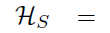 ℋ_S =